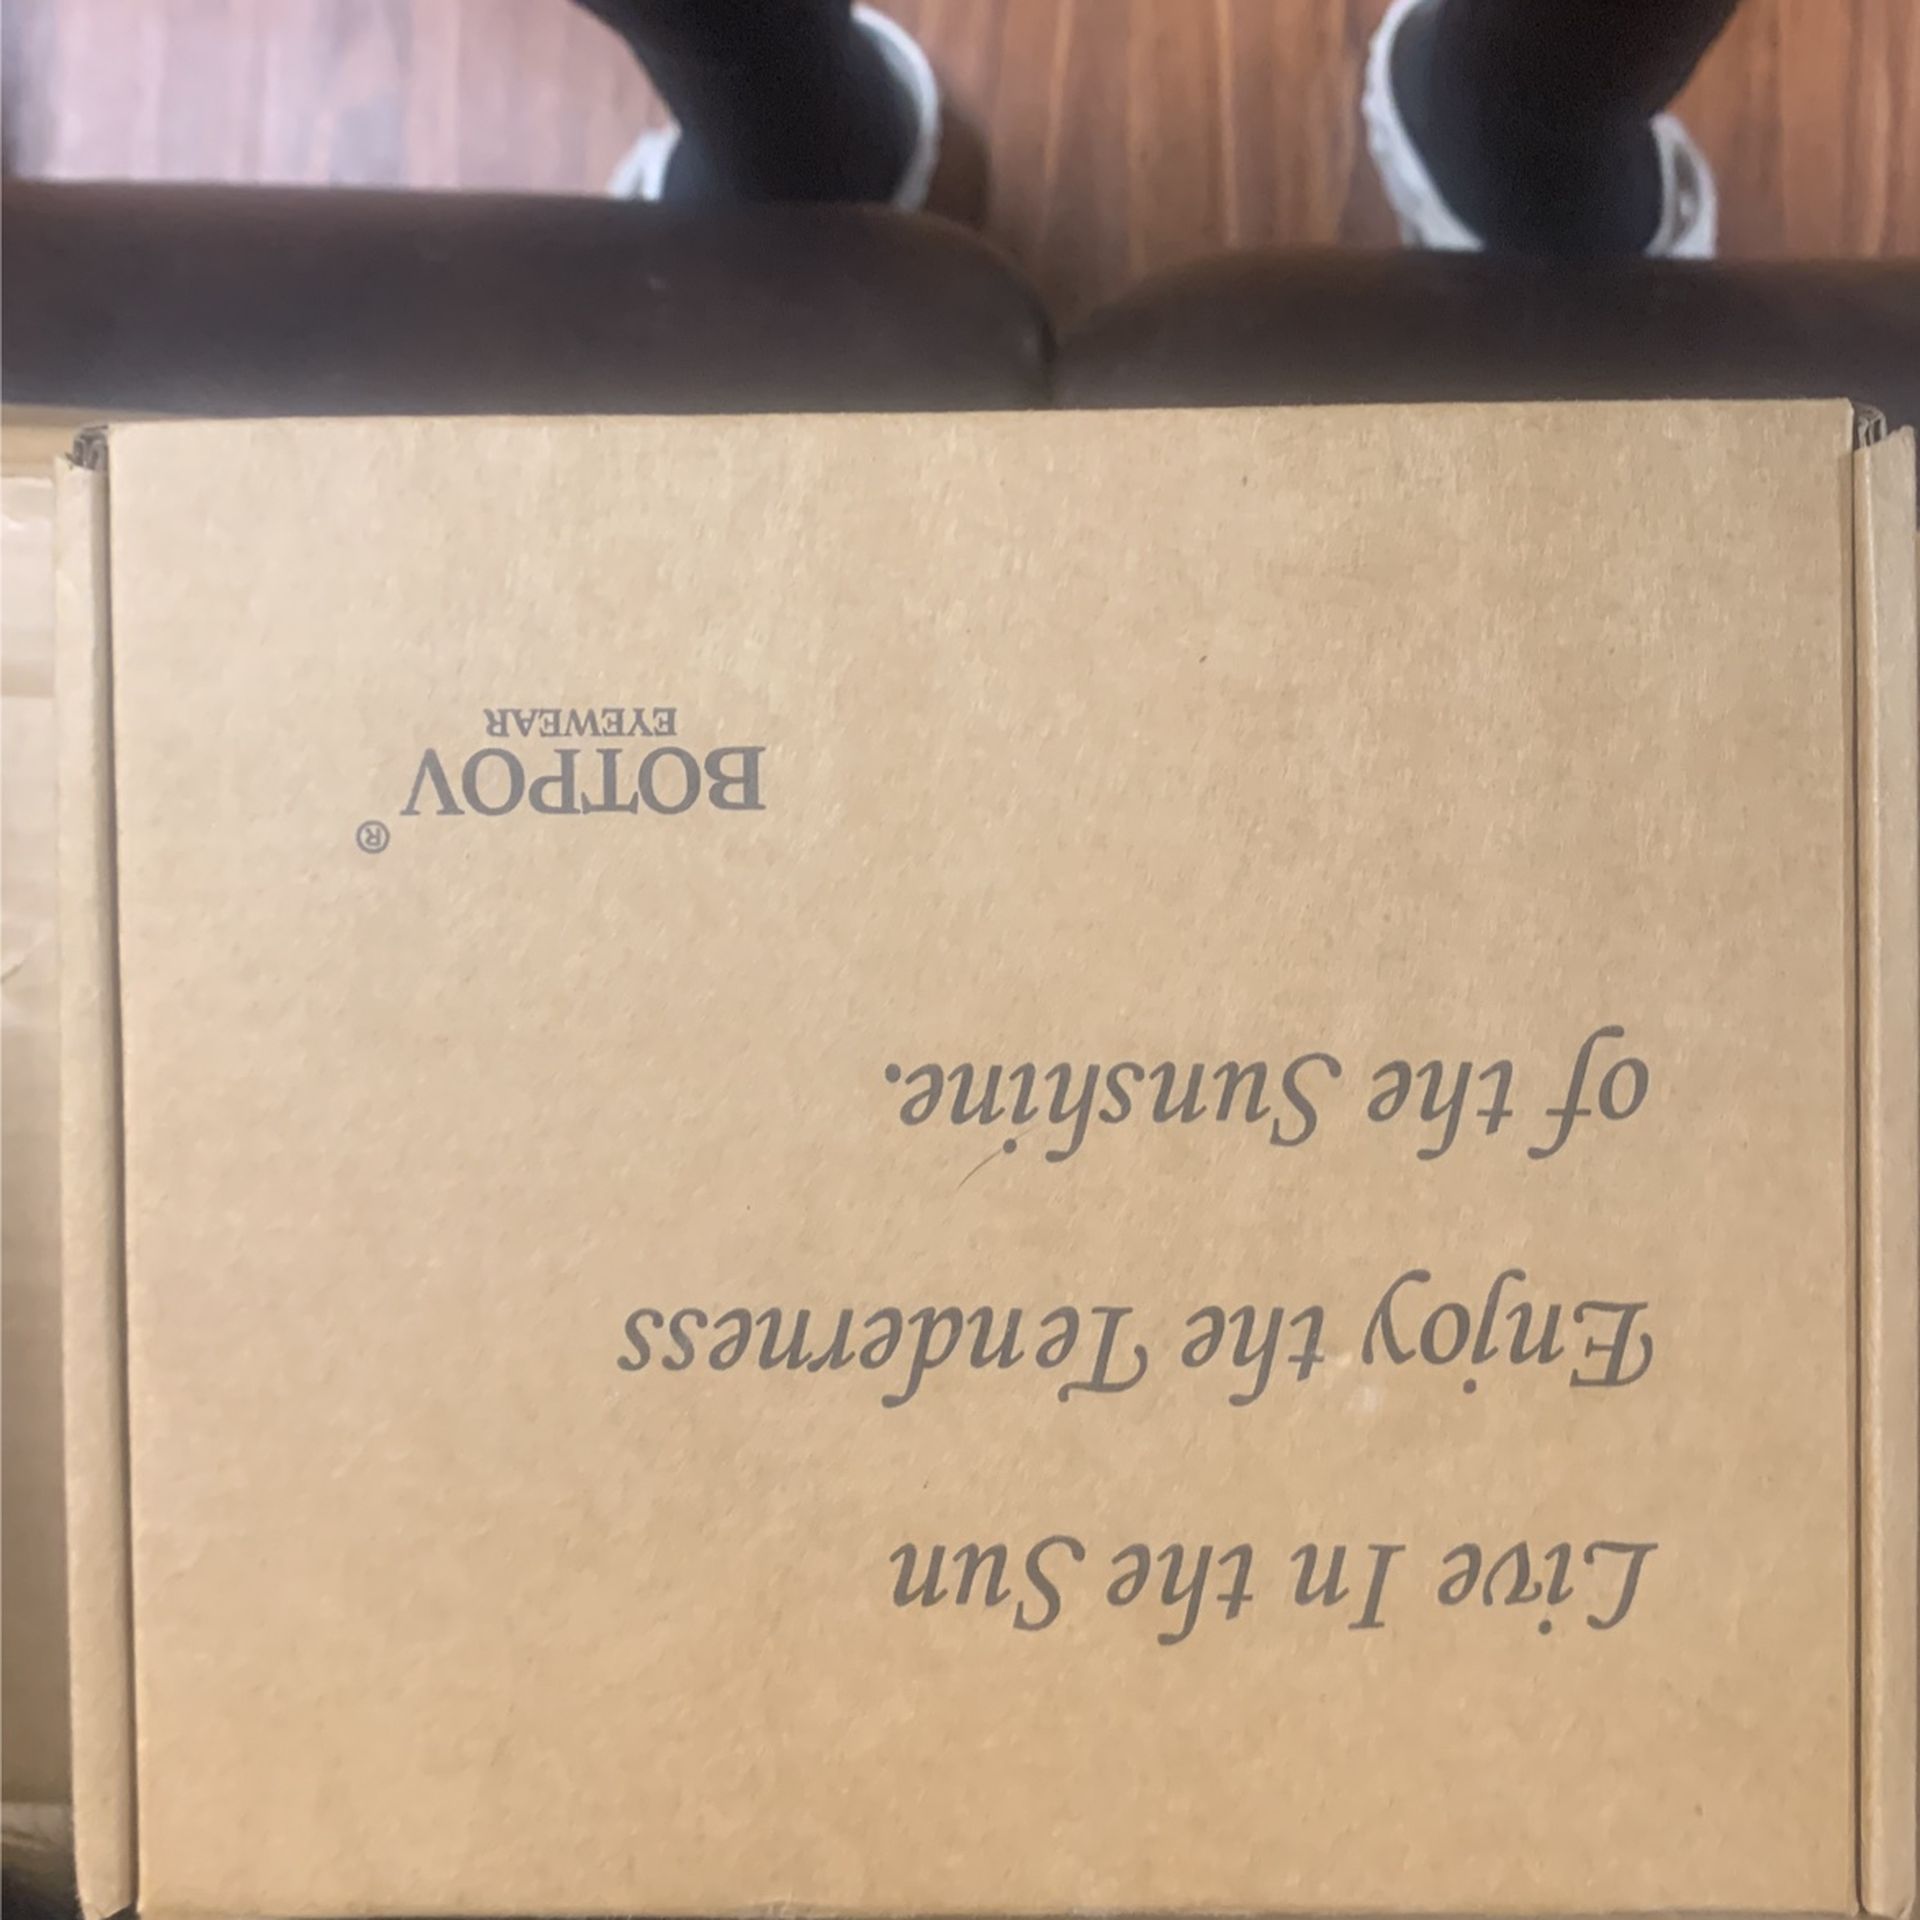 Live In the Sun
Enjoy the Tenderness
of the Sunshine.
BOTPOV®
EYEWEAR